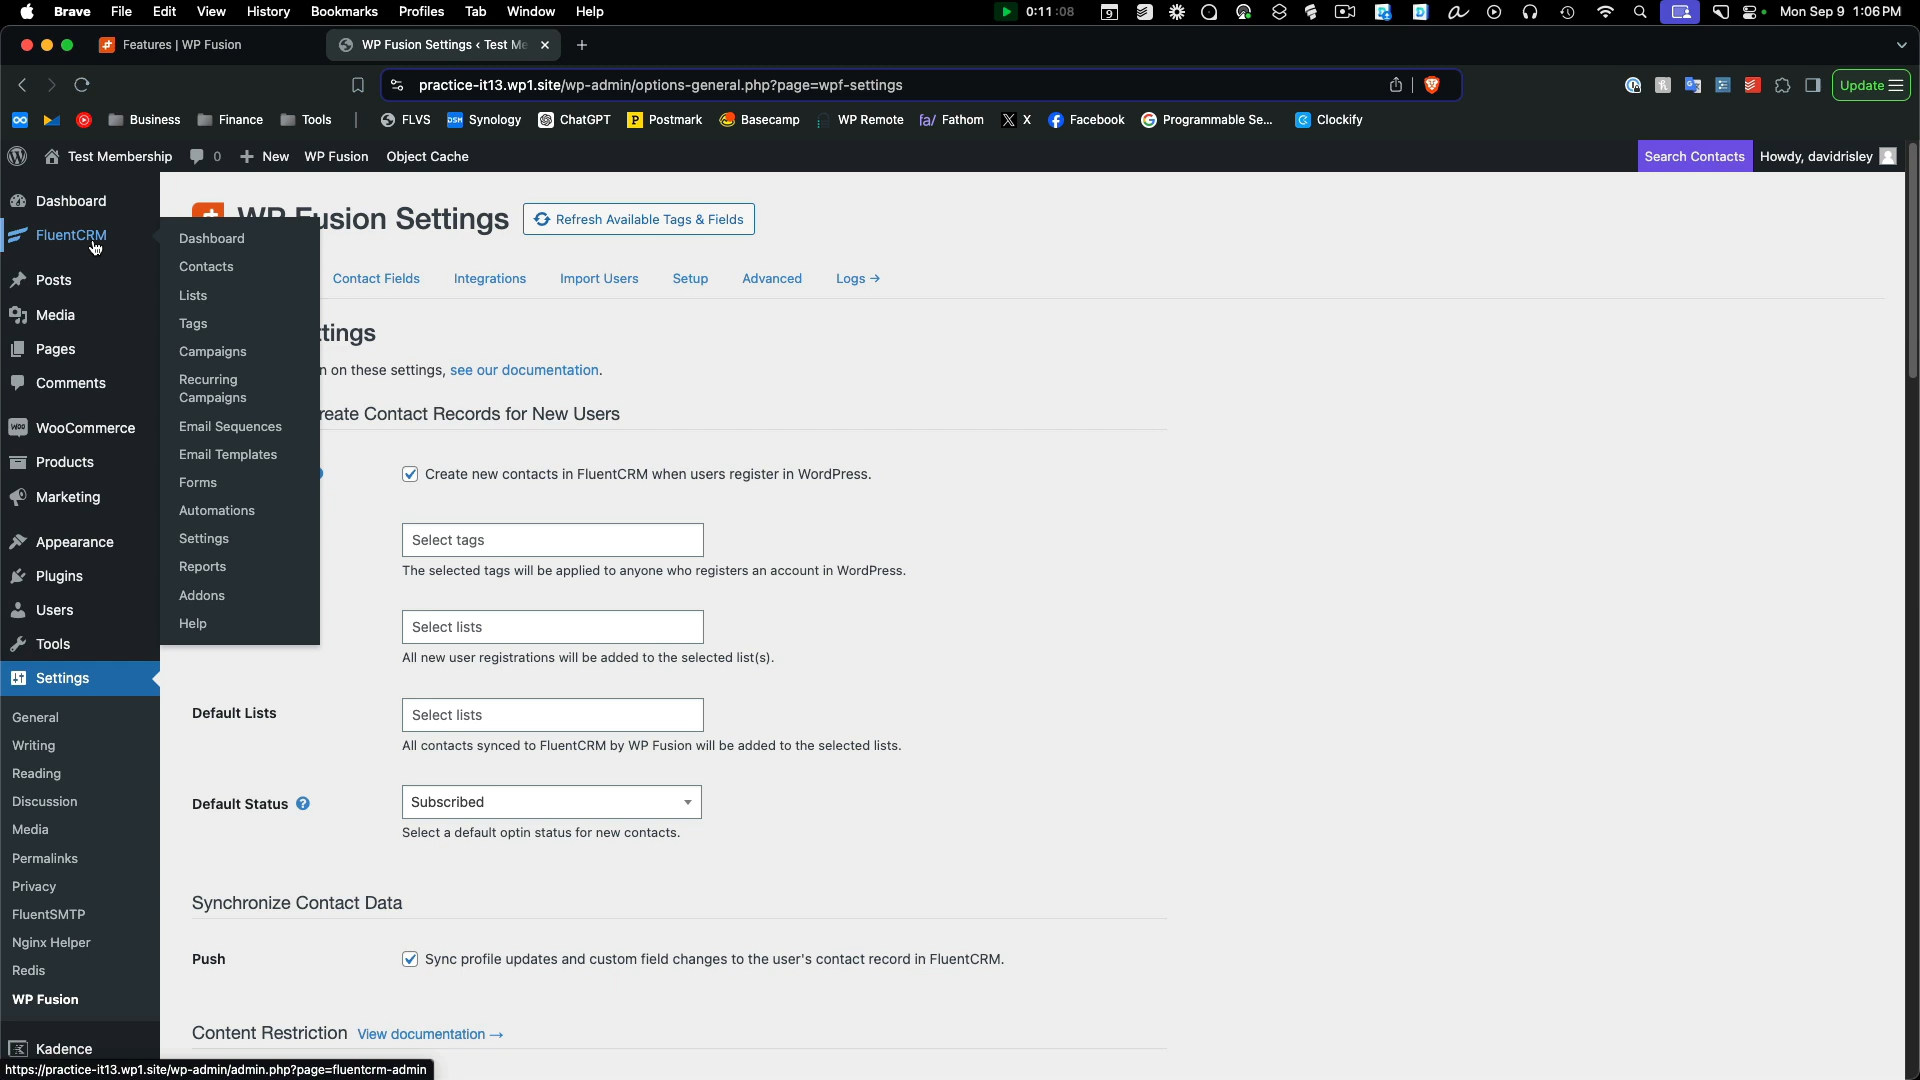 Brave File Edit View History Bookmarks Profiles Tab Window Help 0:11:08 9 Mon Sep 9 1:06 PM
Features | WP Fusion
WP Fusion Settings ‹ Test Me
practice-it13.wp1.site/wp-admin/options-general.php?page=wpf-settings
Update
Business Finance Tools FLVS Synology ChatGPT Postmark Basecamp WP Remote Fathom X Facebook Programmable Se... Clockify
Test Membership 0 New WP Fusion Object Cache Search Contacts Howdy, davidrisley
Dashboard
FluentCRM
Posts
Media
Pages
Comments
WooCommerce
Products
Marketing
Appearance
Plugins
Users
Tools
Settings
General
Writing
Reading
Discussion
Media
Permalinks
Privacy
FluentSMTP
Nginx Helper
Redis
WP Fusion
Kadence
Dashboard
Contacts
Lists
Tags
Campaigns
Recurring
Campaigns
Email Sequences
Email Templates
Forms
Automations
Settings
Reports
Addons
Help
WP Fusion Settings Refresh Available Tags & Fields
Contact Fields Integrations Import Users Setup Advanced Logs →
ttings
n on these settings, see our documentation.
reate Contact Records for New Users
Create new contacts in FluentCRM when users register in WordPress.
Select tags
The selected tags will be applied to anyone who registers an account in WordPress.
Select lists
All new user registrations will be added to the selected list(s).
Default Lists
Select lists
All contacts synced to FluentCRM by WP Fusion will be added to the selected lists.
Default Status ?
Subscribed
Select a default optin status for new contacts.
Synchronize Contact Data
Push
Sync profile updates and custom field changes to the user's contact record in FluentCRM.
Content Restriction View documentation →
https://practice-it13.wp1.site/wp-admin/admin.php?page=fluentcrm-admin